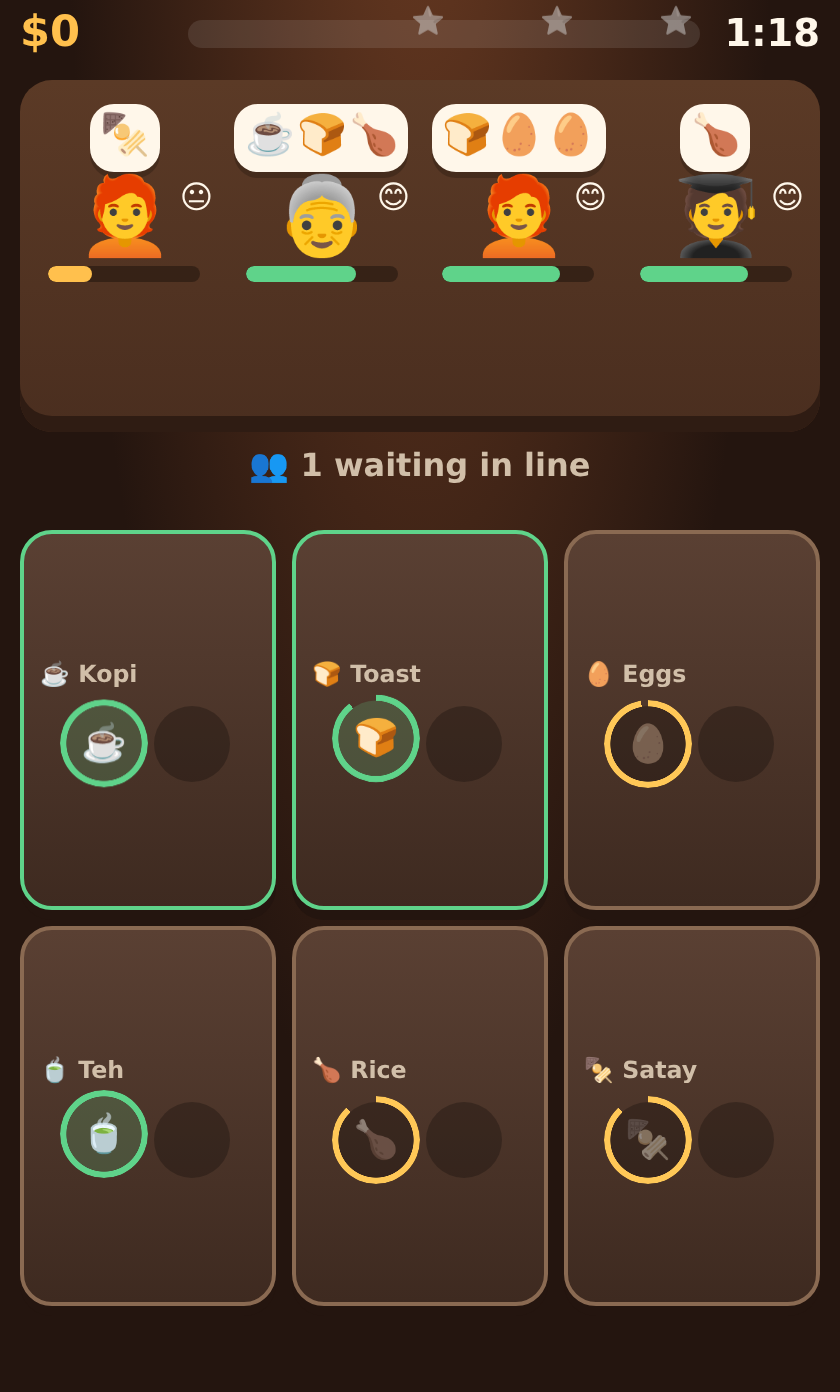 $0
1:18
1 waiting in line
Kopi
Toast
Eggs
Teh
Rice
Satay